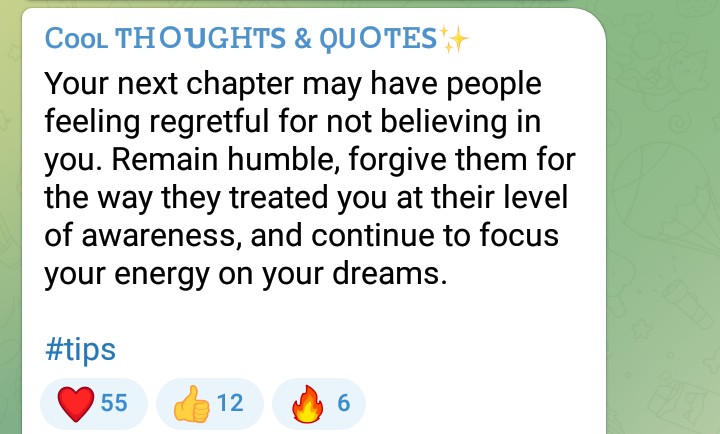 Cool THOUGHTS & QUOTES✨
Your next chapter may have people
feeling regretful for not believing in
you. Remain humble, forgive them for
the way they treated you at their level
of awareness, and continue to focus
your energy on your dreams.
#tips
❤️ 55 👍 12 🔥 6